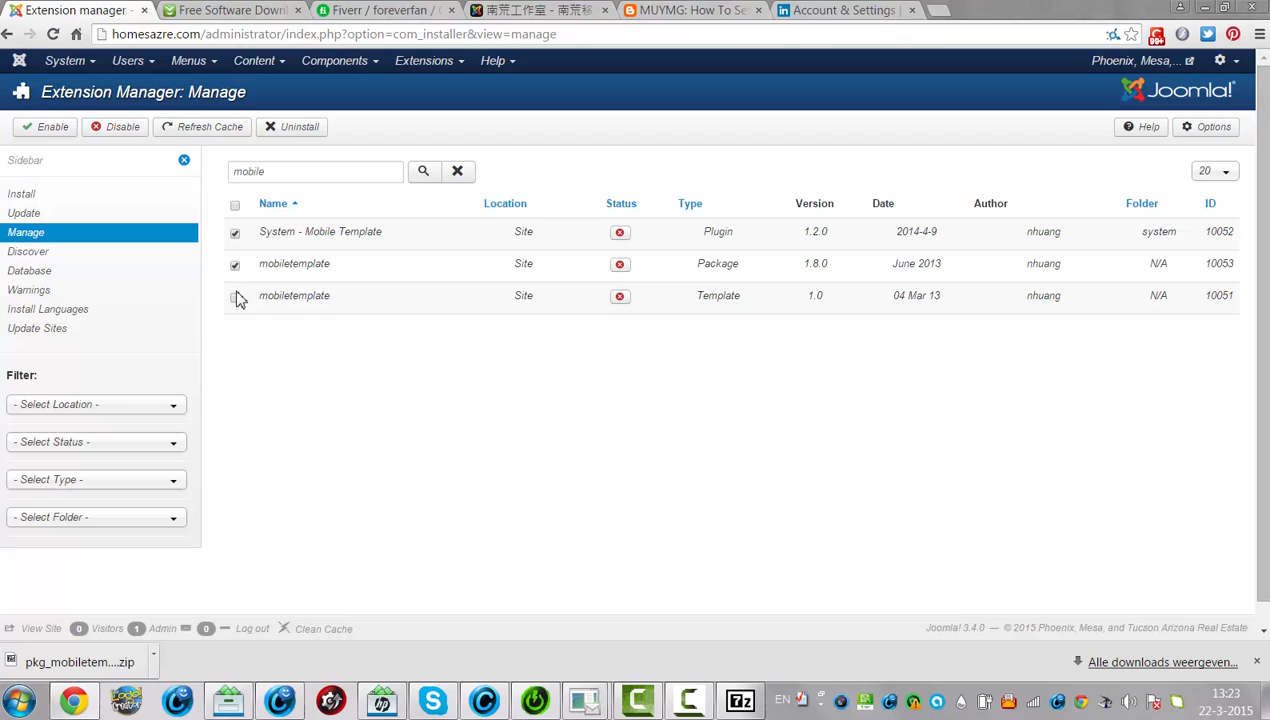 Extension manager - Manage
Free Software Downl
Fiverr / foreverfan / C
南荒工作室 - 南荒移
MUYMG: How To Set
Account & Settings |
homesazre.com/administrator/index.php?option=com_installer&view=manage
99+
System Users Menus Content Components Extensions Help
Phoenix, Mesa,...
Extension Manager: Manage
Joomla!
Enable Disable Refresh Cache Uninstall
Help Options
Sidebar
Install
Update
Manage
Discover
Database
Warnings
Install Languages
Update Sites
Filter:
- Select Location -
- Select Status -
- Select Type -
- Select Folder -
mobile
20
Name Location Status Type Version Date Author Folder ID
System - Mobile Template Site Plugin 1.2.0 2014-4-9 nhuang system 10052
mobiletemplate Site Package 1.8.0 June 2013 nhuang N/A 10053
mobiletemplate Site Template 1.0 04 Mar 13 nhuang N/A 10051
View Site 0 Visitors 1 Admin 0 Log out Clean Cache
Joomla! 3.4.0 — © 2015 Phoenix, Mesa, and Tucson Arizona Real Estate
pkg_mobiletem....zip
Alle downloads weergeven...
hp
7z
EN
13:23
22-3-2015